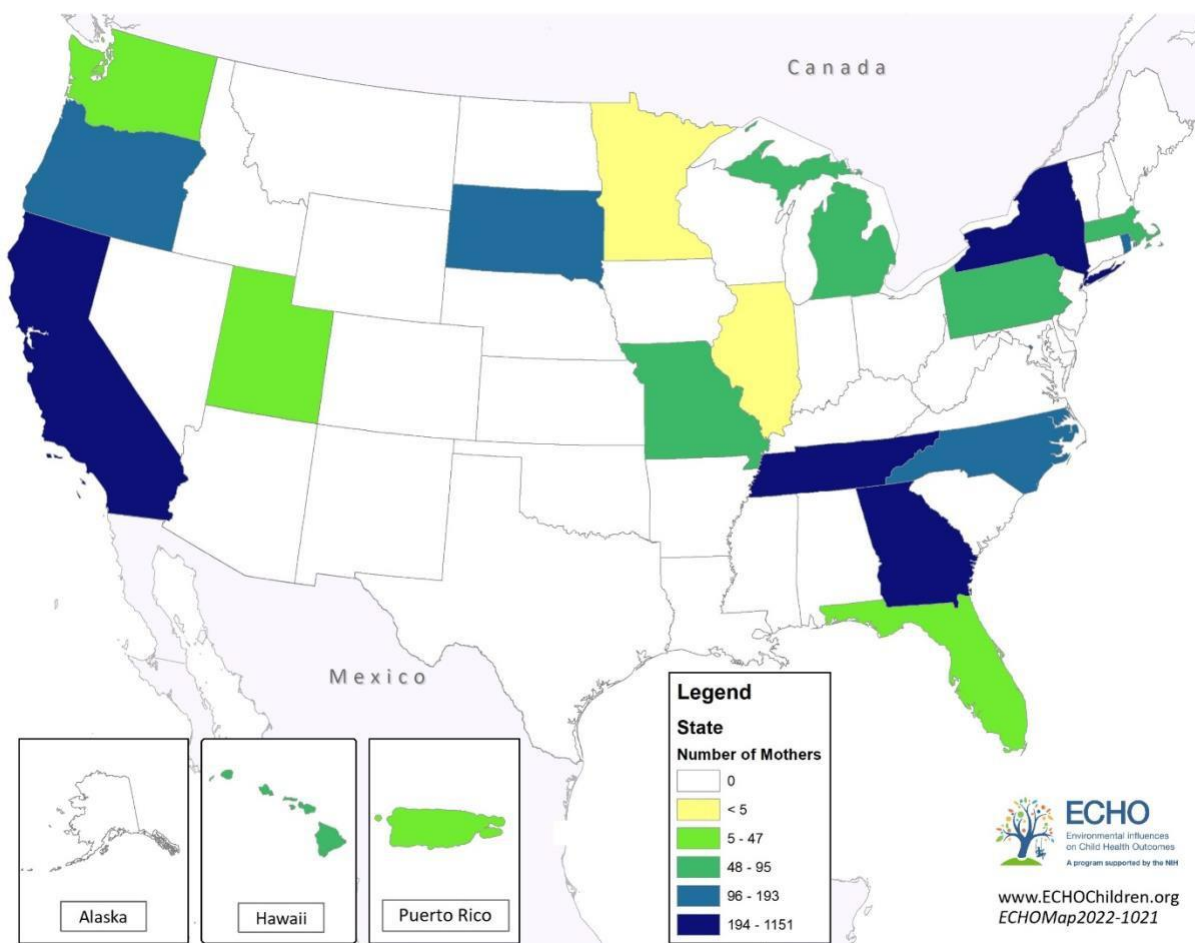 Canada
Mexico
Legend
State
Number of Mothers
0
< 5
5 - 47
48 - 95
96 - 193
194 - 1151
Alaska
Hawaii
Puerto Rico
ECHO
Environmental influences
on Child Health Outcomes
A program supported by the NIH
www.ECHOChildren.org
ECHOMap2022-1021